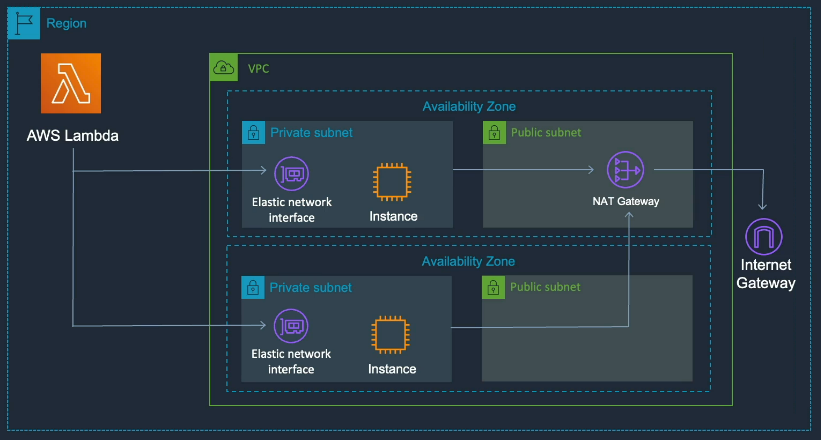 Region
AWS Lambda
VPC
Availability Zone
Private subnet
Elastic network
interface
Instance
Public subnet
NAT Gateway
Availability Zone
Private subnet
Elastic network
interface
Instance
Public subnet
Internet
Gateway